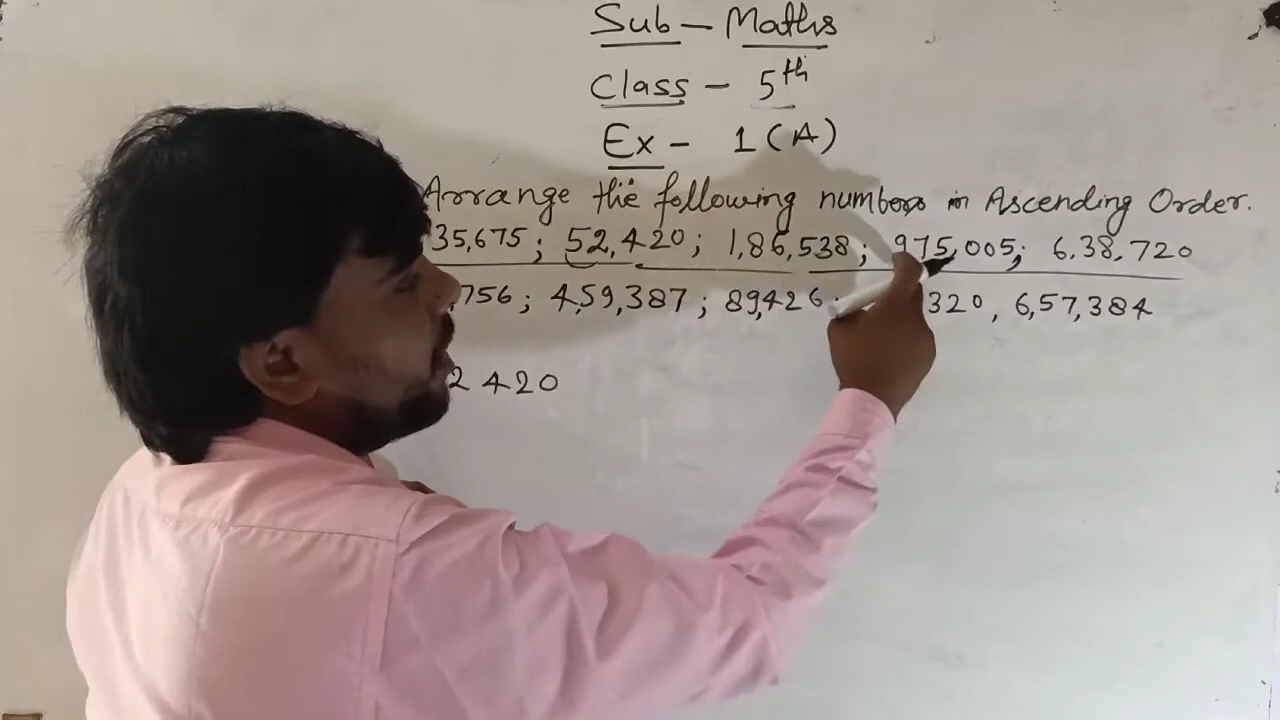 Sub - Maths
Class - 5th
Ex - 1 (A)
Arrange the following numbers in Ascending Order.
35,675 ; 52,420 ; 1,86,538 ; 975,005 ; 6,38,720
,756 ; 4,59,387 ; 89,426 320 , 6,57,384
2 420